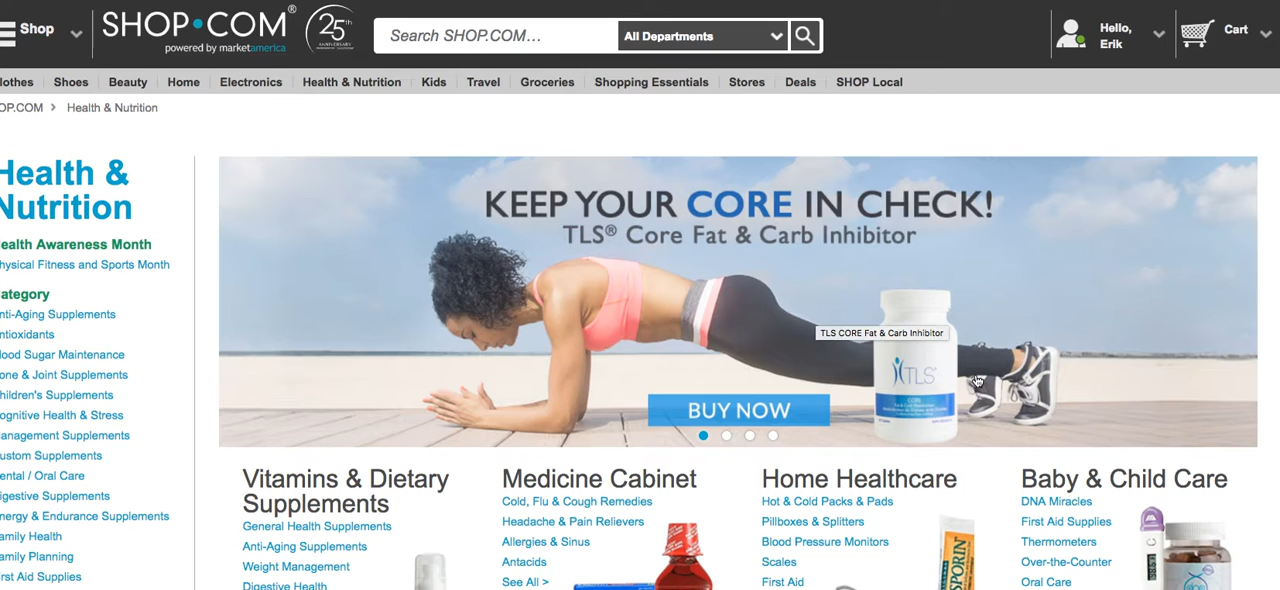 Shop
SHOP•COM®
powered by marketamerica
25th
ANNIVERSARY
Search SHOP.COM...
All Departments
Hello,
Erik
Cart
lothes Shoes Beauty Home Electronics Health & Nutrition Kids Travel Groceries Shopping Essentials Stores Deals SHOP Local
OP.COM > Health & Nutrition
Health &
Nutrition
ealth Awareness Month
hysical Fitness and Sports Month
ategory
nti-Aging Supplements
ntioxidants
lood Sugar Maintenance
one & Joint Supplements
hildren's Supplements
ognitive Health & Stress
anagement Supplements
ustom Supplements
ental / Oral Care
igestive Supplements
nergy & Endurance Supplements
amily Health
amily Planning
irst Aid Supplies
KEEP YOUR CORE IN CHECK!
TLS® Core Fat & Carb Inhibitor
TLS CORE Fat & Carb Inhibitor
TLS
CORE
BUY NOW
Vitamins & Dietary
Supplements
General Health Supplements
Anti-Aging Supplements
Weight Management
Digestive Health
Medicine Cabinet
Cold, Flu & Cough Remedies
Headache & Pain Relievers
Allergies & Sinus
Antacids
See All >
Home Healthcare
Hot & Cold Packs & Pads
Pillboxes & Splitters
Blood Pressure Monitors
Scales
First Aid
SPORIN
Baby & Child Care
DNA Miracles
First Aid Supplies
Thermometers
Over-the-Counter
Oral Care